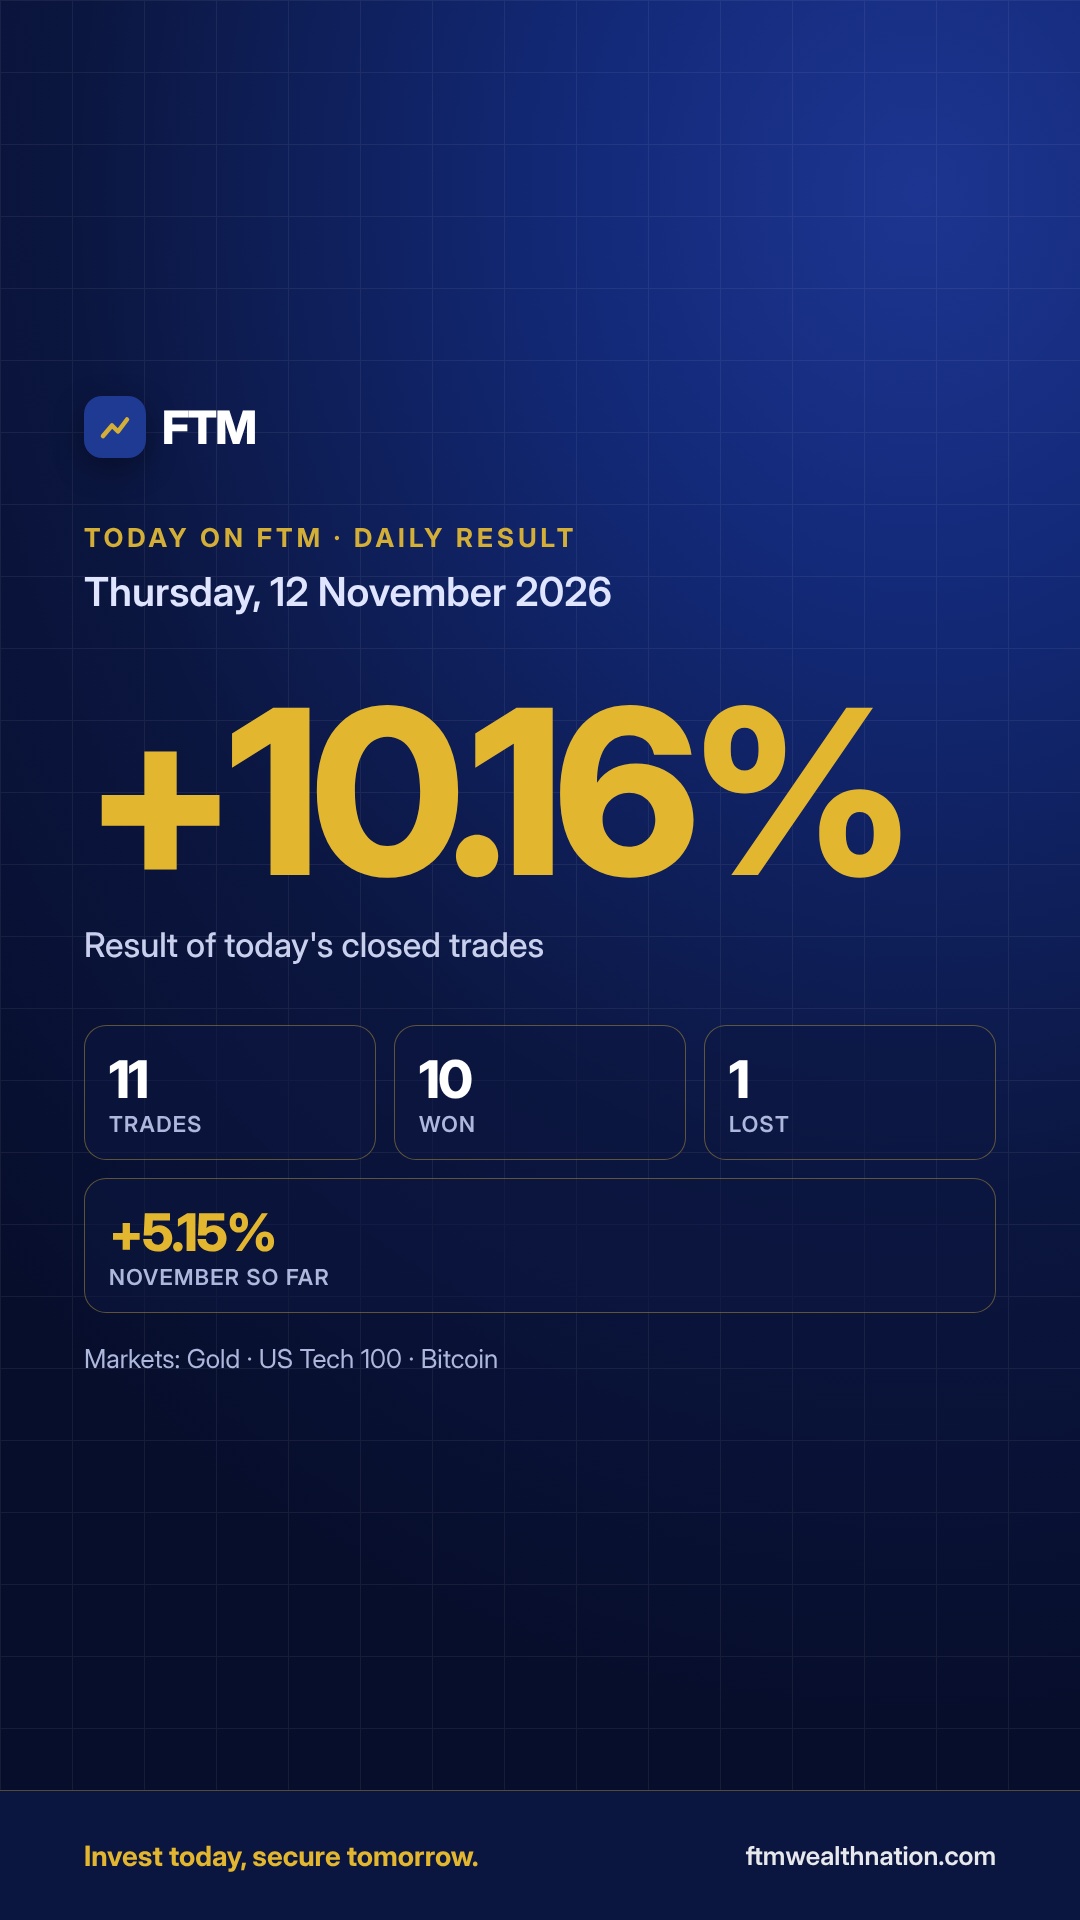 FTM
TODAY ON FTM · DAILY RESULT
Thursday, 12 November 2026
+10.16%
Result of today's closed trades
11
TRADES
10
WON
1
LOST
+5.15%
NOVEMBER SO FAR
Markets: Gold · US Tech 100 · Bitcoin
Invest today, secure tomorrow.
ftmwealthnation.com